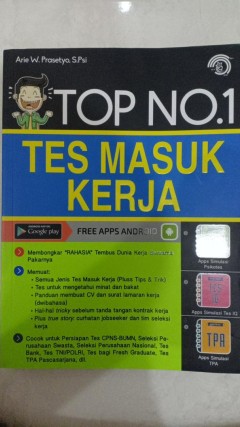 Arie W. Prasetyo, S.Psi
TOP NO.1
TES MASUK
KERJA
Google play
FREE APPS ANDROID
Membongkar "RAHASIA" Tembus Dunia Kerja
Pakarnya
Memuat:
- Semua Jenis Tes Masuk Kerja (Plus Tips & Trik)
- Tes untuk mengetahui minat dan bakat
- Panduan membuat CV dan surat lamaran kerja
(dwibahasa)
- Hal-hal tricky sebelum tanda tangan kontrak kerja
- Plus true story: curhatan jobseeker dan tim seleksi
kerja
Cocok untuk Persiapan Tes CPNS-BUMN, Seleksi Pe-
rusahaan Swasta, Seleksi Perusahaan Nasional, Tes
Bank, Tes TNI/POLRI, Tes bagi Fresh Graduate, Tes
TPA Pascasarjana, dll.
Apps Simulasi
Psikotes
Apps Simulasi Tes IQ
TPA
Apps Simulasi
TPA